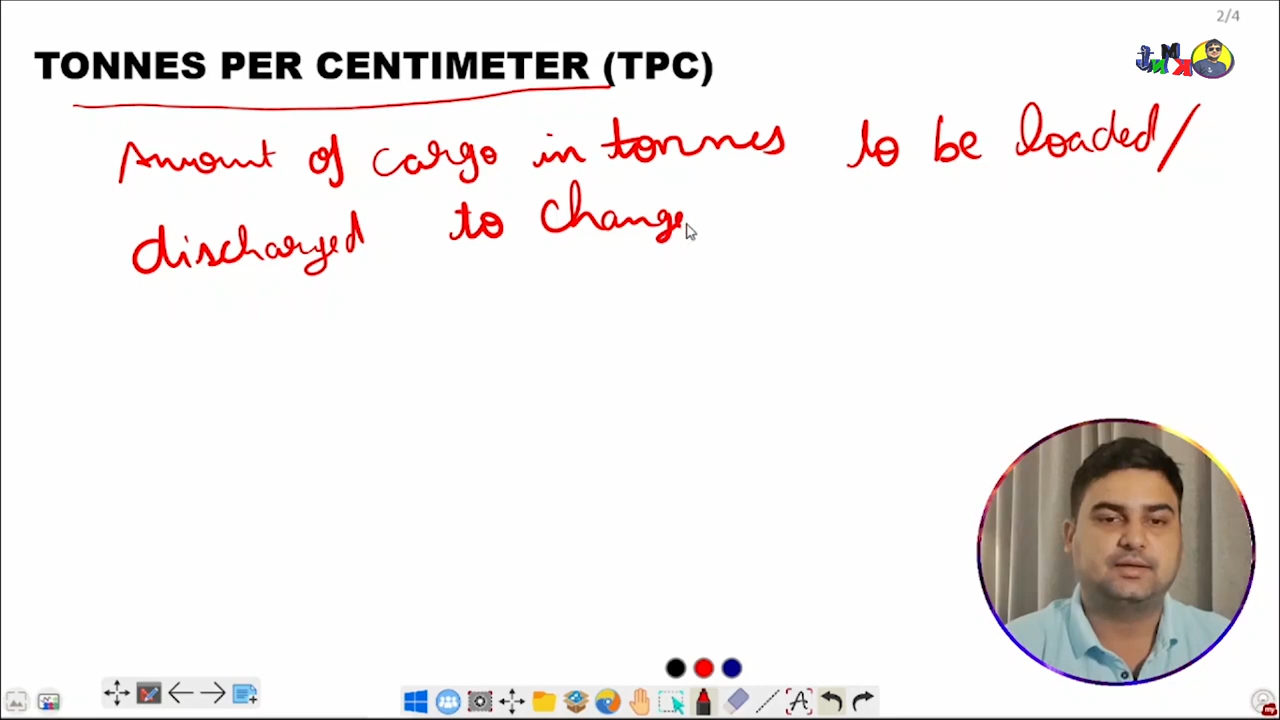 2/4
TONNES PER CENTIMETER (TPC)
Amount of cargo in tonnes to be loaded/
discharged to change